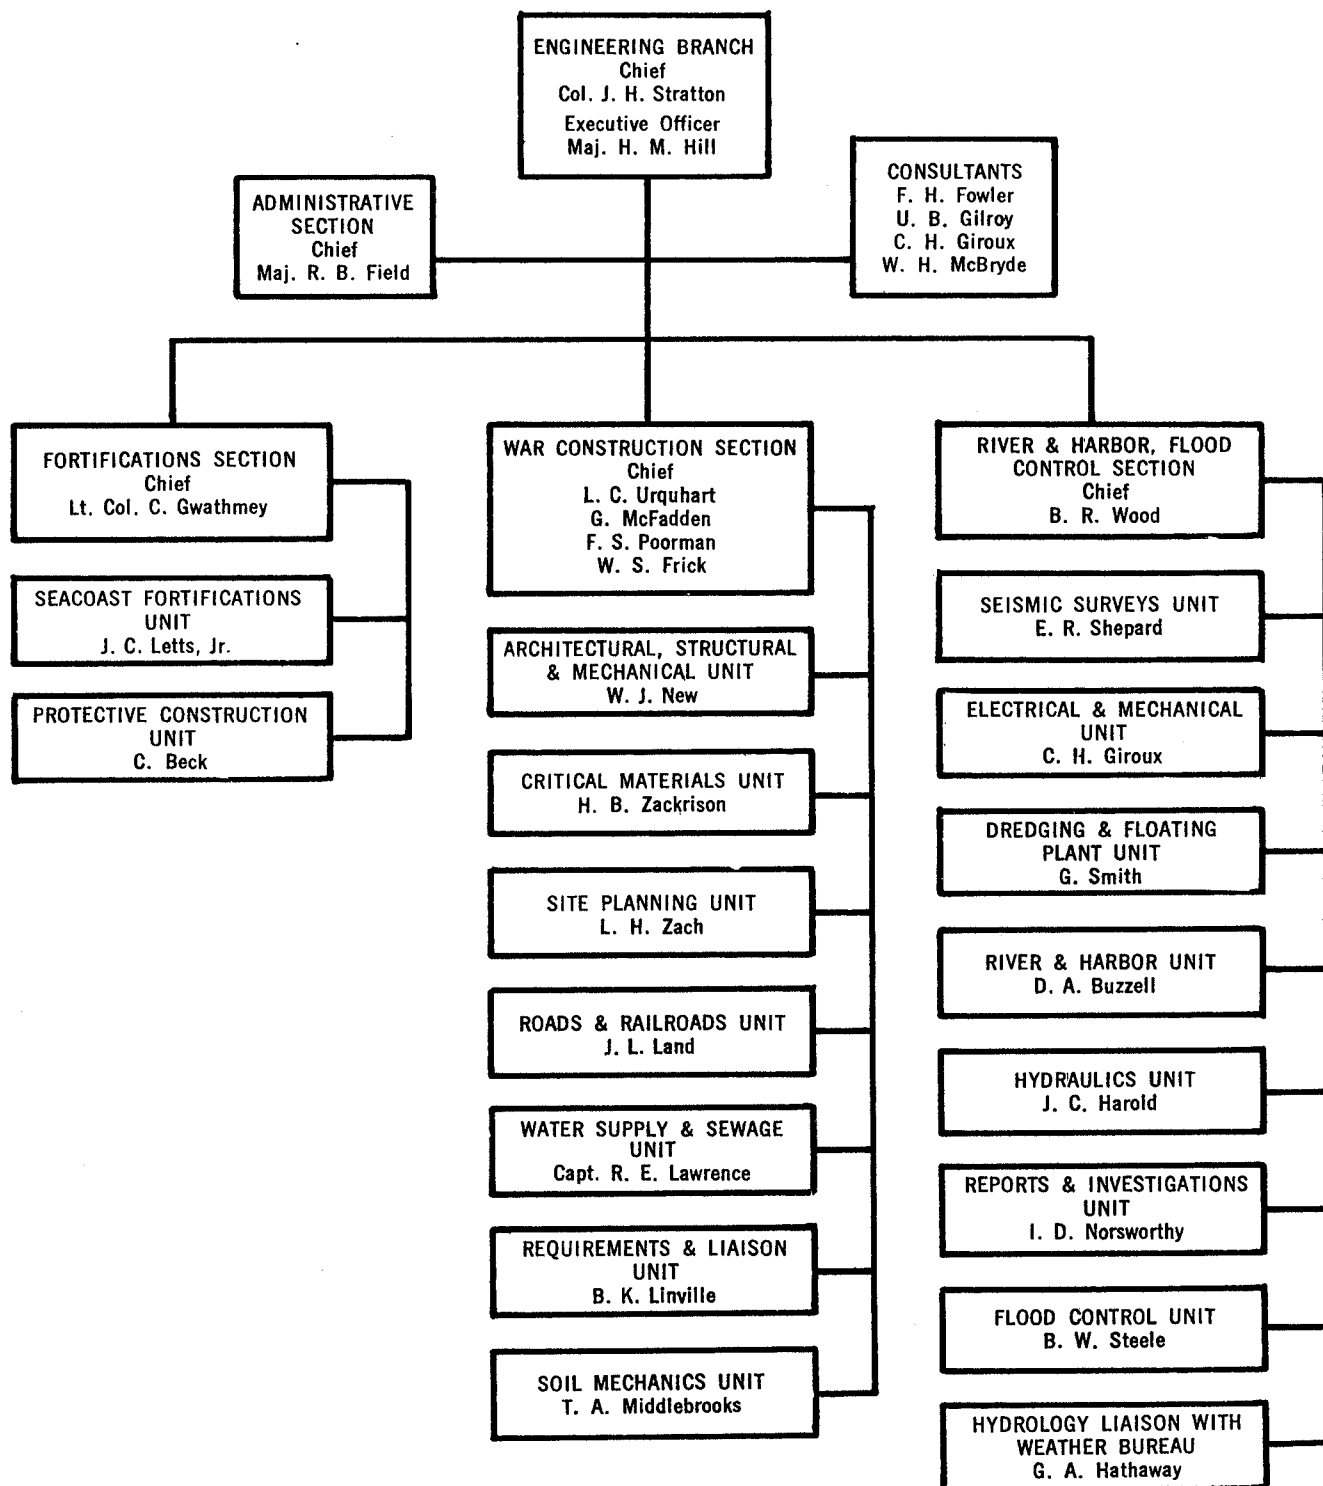 ENGINEERING BRANCH
Chief
Col. J. H. Stratton
Executive Officer
Maj. H. M. Hill
ADMINISTRATIVE
SECTION
Chief
Maj. R. B. Field
CONSULTANTS
F. H. Fowler
U. B. Gilroy
C. H. Giroux
W. H. McBryde
FORTIFICATIONS SECTION
Chief
Lt. Col. C. Gwathmey
SEACOAST FORTIFICATIONS
UNIT
J. C. Letts, Jr.
PROTECTIVE CONSTRUCTION
UNIT
C. Beck
WAR CONSTRUCTION SECTION
Chief
L. C. Urquhart
G. McFadden
F. S. Poorman
W. S. Frick
ARCHITECTURAL, STRUCTURAL
& MECHANICAL UNIT
W. J. New
CRITICAL MATERIALS UNIT
H. B. Zackrison
SITE PLANNING UNIT
L. H. Zach
ROADS & RAILROADS UNIT
J. L. Land
WATER SUPPLY & SEWAGE
UNIT
Capt. R. E. Lawrence
REQUIREMENTS & LIAISON
UNIT
B. K. Linville
SOIL MECHANICS UNIT
T. A. Middlebrooks
RIVER & HARBOR, FLOOD
CONTROL SECTION
Chief
B. R. Wood
SEISMIC SURVEYS UNIT
E. R. Shepard
ELECTRICAL & MECHANICAL
UNIT
C. H. Giroux
DREDGING & FLOATING
PLANT UNIT
G. Smith
RIVER & HARBOR UNIT
D. A. Buzzell
HYDRAULICS UNIT
J. C. Harold
REPORTS & INVESTIGATIONS
UNIT
I. D. Norsworthy
FLOOD CONTROL UNIT
B. W. Steele
HYDROLOGY LIAISON WITH
WEATHER BUREAU
G. A. Hathaway